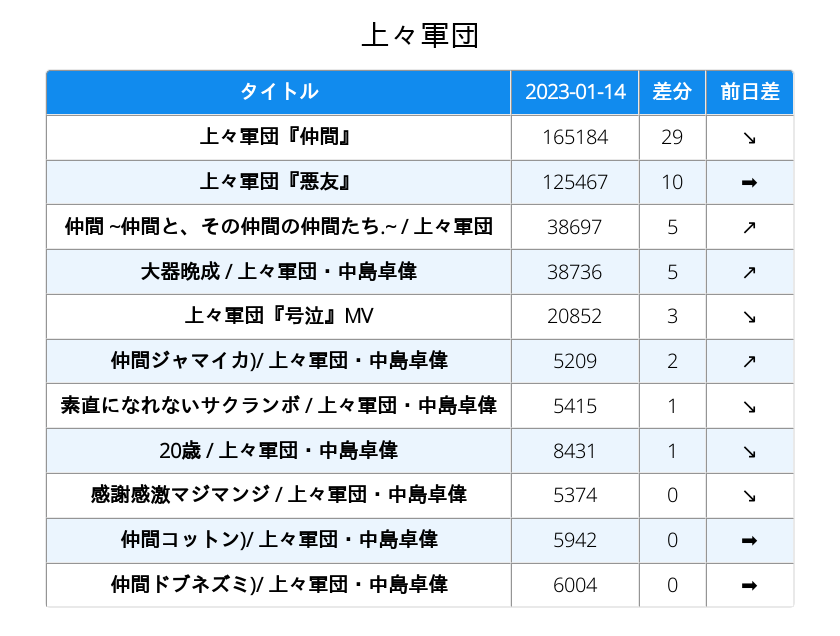 上々軍団
タイトル 2023-01-14 差分 前日差
上々軍団『仲間』 165184 29 ↘
上々軍団『悪友』 125467 10 ➡
仲間 ~仲間と、その仲間の仲間たち.~ / 上々軍団 38697 5 ↗
大器晩成 / 上々軍団・中島卓偉 38736 5 ↗
上々軍団『号泣』MV 20852 3 ↘
仲間ジャマイカ)/ 上々軍団・中島卓偉 5209 2 ↗
素直になれないサクランボ / 上々軍団・中島卓偉 5415 1 ↘
20歳 / 上々軍団・中島卓偉 8431 1 ↘
感謝感激マジマンジ / 上々軍団・中島卓偉 5374 0 ↘
仲間コットン)/ 上々軍団・中島卓偉 5942 0 ➡
仲間ドブネズミ)/ 上々軍団・中島卓偉 6004 0 ➡